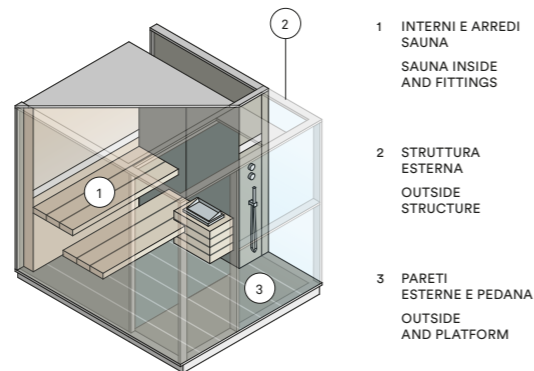 2
1
3
1 INTERNI E ARREDI
SAUNA
SAUNA INSIDE
AND FITTINGS
2 STRUTTURA
ESTERNA
OUTSIDE
STRUCTURE
3 PARETI
ESTERNE E PEDANA
OUTSIDE
AND PLATFORM